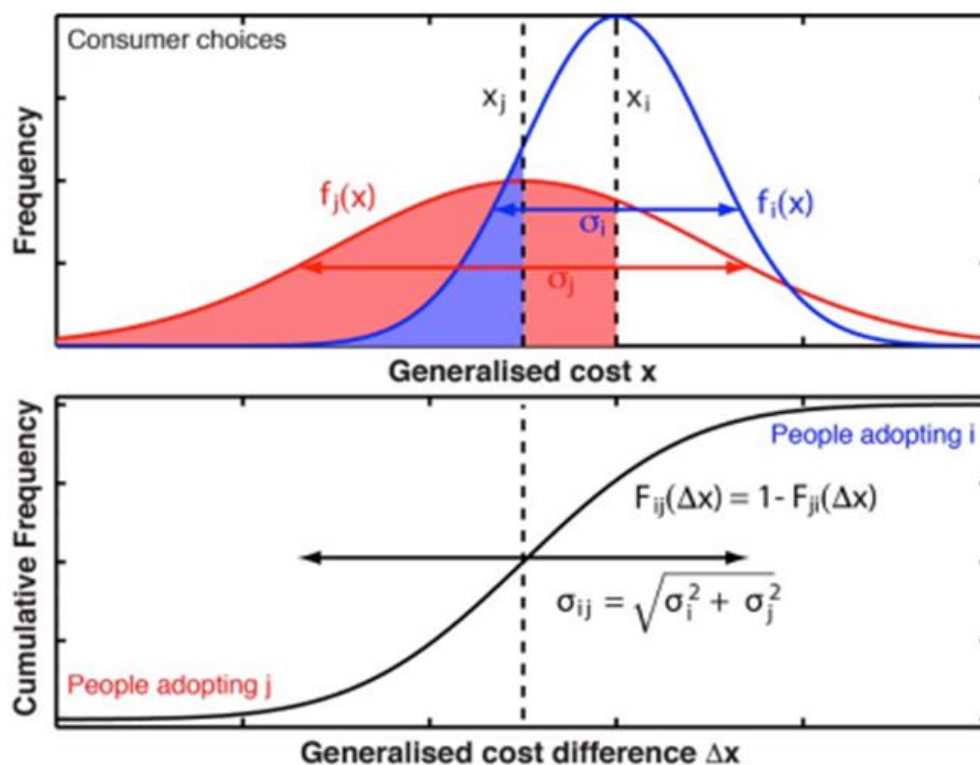 Consumer choices
Frequency
xj
xi
fj(x)
fi(x)
σi
σj
Generalised cost x
Cumulative Frequency
People adopting i
Fij(Δx) = 1- Fji(Δx)
σij = √σi² + σj²
People adopting j
Generalised cost difference Δx